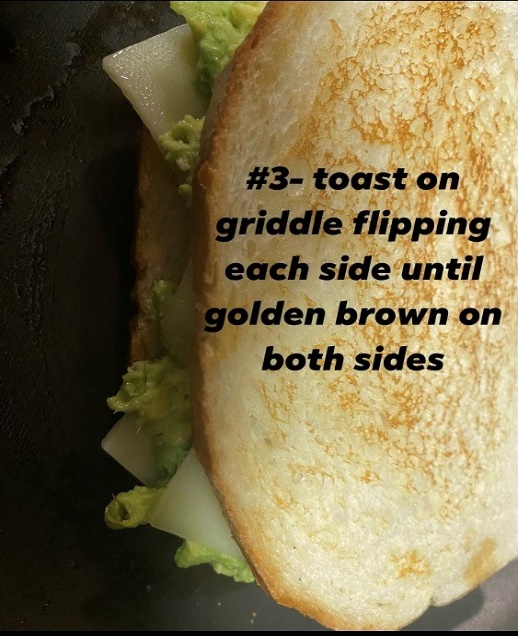 #3- toast on
griddle flipping
each side until
golden brown on
both sides